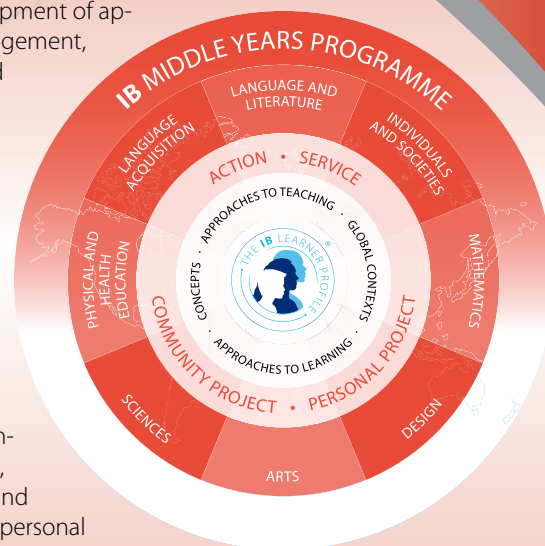 pment of ap-
gement,
d
IB MIDDLE YEARS PROGRAMME
LANGUAGE AND
LITERATURE
INDIVIDUALS
AND SOCIETIES
MATHEMATICS
DESIGN
ARTS
SCIENCES
PHYSICAL AND
HEALTH
EDUCATION
LANGUAGE
ACQUISITION
ACTION • SERVICE
COMMUNITY PROJECT • PERSONAL PROJECT
APPROACHES TO TEACHING · GLOBAL CONTEXTS ·
APPROACHES TO LEARNING · CONCEPTS ·
• THE IB LEARNER PROFILE • ®
n-
,
nd
personal